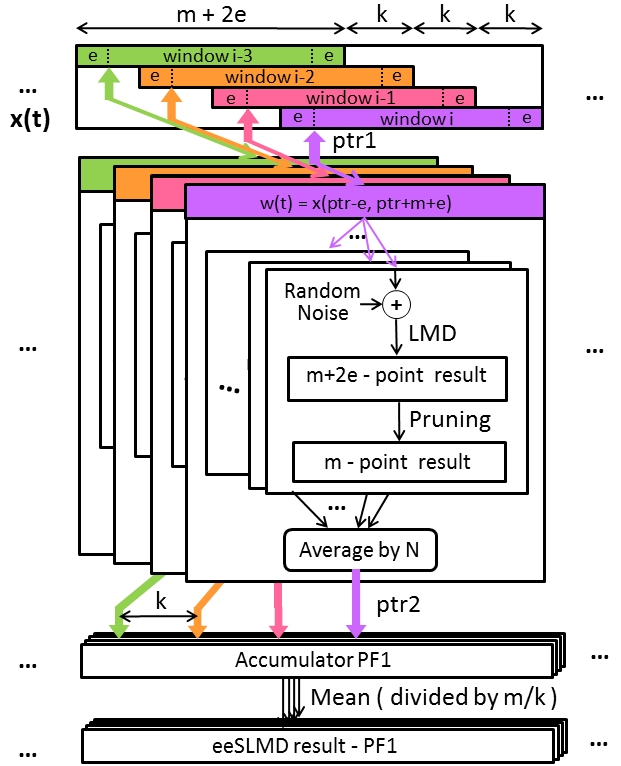 m + 2e k k k
e window i-3 e
e window i-2 e
... e window i-1 e ...
x(t) e window i e
ptr1
w(t) = x(ptr-e, ptr+m+e)
...
Random
Noise +
LMD
... ...
m+2e - point result
...
Pruning
m - point result
...
Average by N
k ptr2
... Accumulator PF1 ...
Mean ( divided by m/k )
... eeSLMD result - PF1 ...